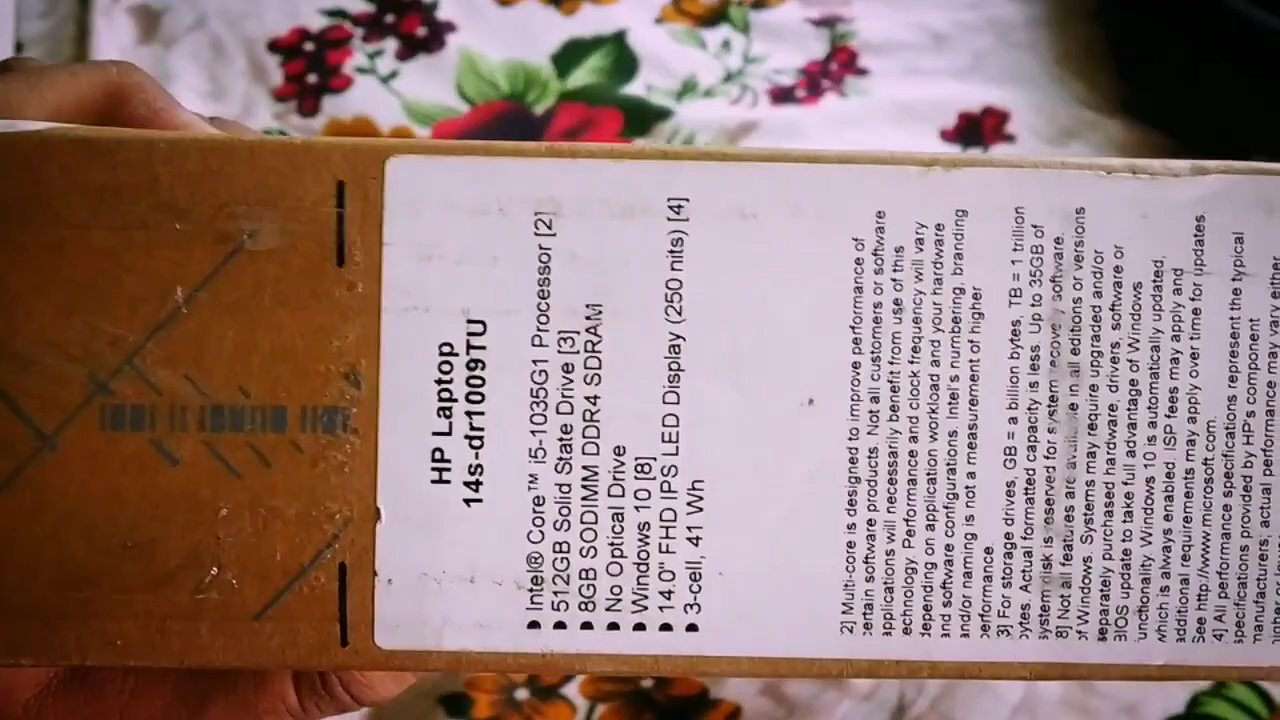 HP Laptop
14s-dr1009TU
Intel® Core™ i5-1035G1 Processor [2]
512GB Solid State Drive [3]
8GB SODIMM DDR4 SDRAM
No Optical Drive
Windows 10 [8]
14.0" FHD IPS LED Display (250 nits) [4]
3-cell, 41 Wh
2] Multi-core is designed to improve performance of
ertain software products. Not all customers or software
applications will necessarily benefit from use of this
echnology. Performance and clock frequency will vary
depending on application workload and your hardware
and software configurations. Intel's numbering, branding
and/or naming is not a measurement of higher
performance.
3] For storage drives, GB = a billion bytes, TB = 1 trillion
bytes. Actual formatted capacity is less. Up to 35GB of
system disk is reserved for system recovery software.
8] Not all features are available in all editions or versions
of Windows. Systems may require upgraded and/or
separately purchased hardware, drivers, software or
BIOS update to take full advantage of Windows
unctionality. Windows 10 is automatically updated,
which is always enabled. ISP fees may apply and
additional requirements may apply over time for updates.
See http://www.microsoft.com.
4] All performance specifications represent the typical
specifications provided by HP's component
manufacturers; actual performance may vary either